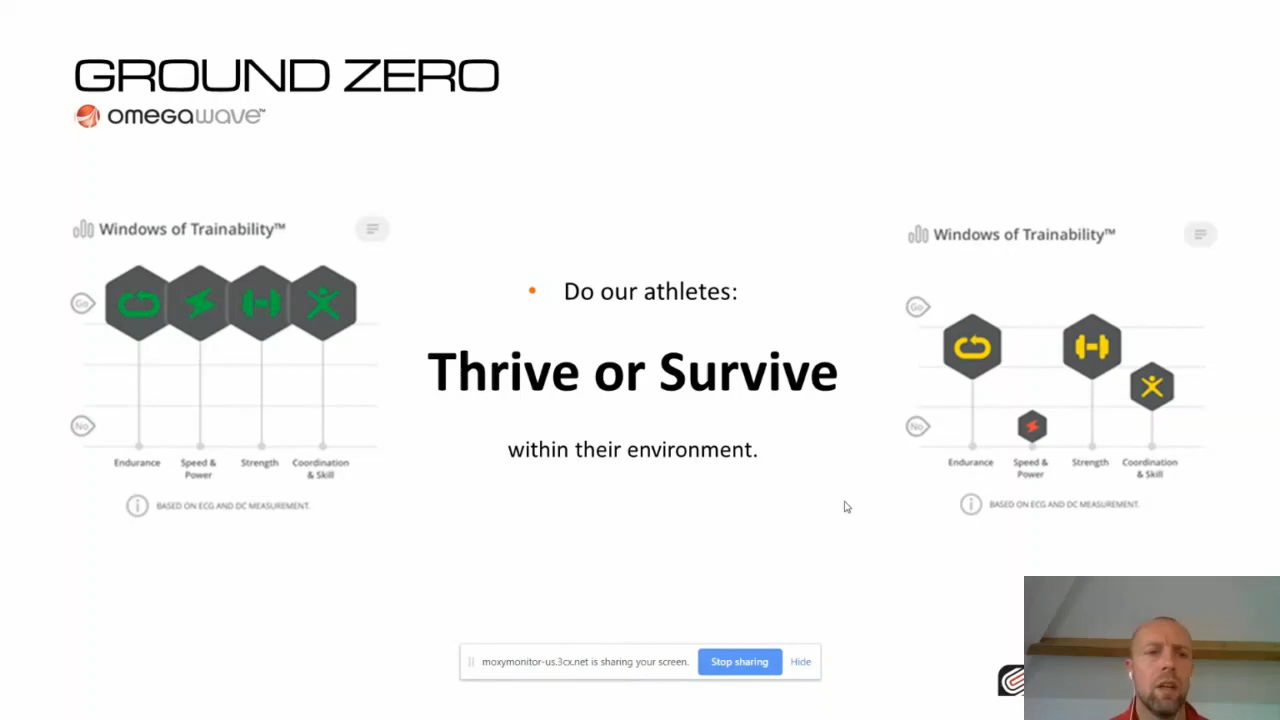 GROUND ZERO
omegawave™
Windows of Trainability™
Go
No
Endurance
Speed &
Power
Strength
Coordination
& Skill
BASED ON ECG AND DC MEASUREMENT.
• Do our athletes:
Thrive or Survive
within their environment.
Windows of Trainability™
Go
No
Endurance
Speed &
Power
Strength
Coordination
& Skill
BASED ON ECG AND DC MEASUREMENT.
moxymonitor-us.3cx.net is sharing your screen.
Stop sharing
Hide